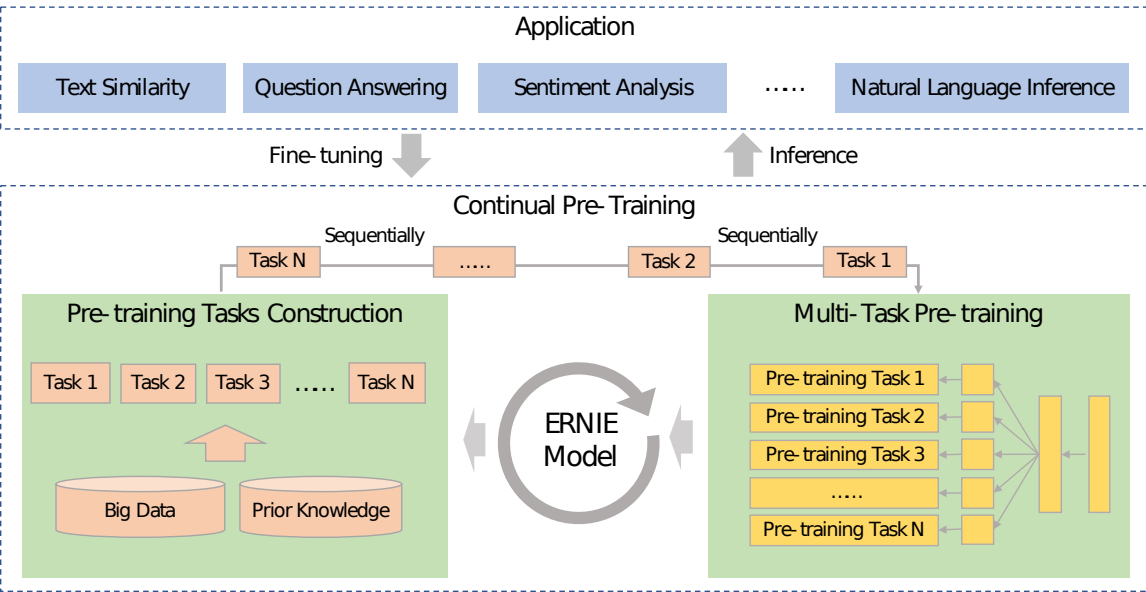 Application
Text Similarity
Question Answering
Sentiment Analysis
......
Natural Language Inference
Fine-tuning
Inference
Continual Pre-Training
Sequentially
Sequentially
Task N
.....
Task 2
Task 1
Pre-training Tasks Construction
Task 1
Task 2
Task 3
......
Task N
Big Data
Prior Knowledge
ERNIE
Model
Multi-Task Pre-training
Pre-training Task 1
Pre-training Task 2
Pre-training Task 3
.....
Pre-training Task N